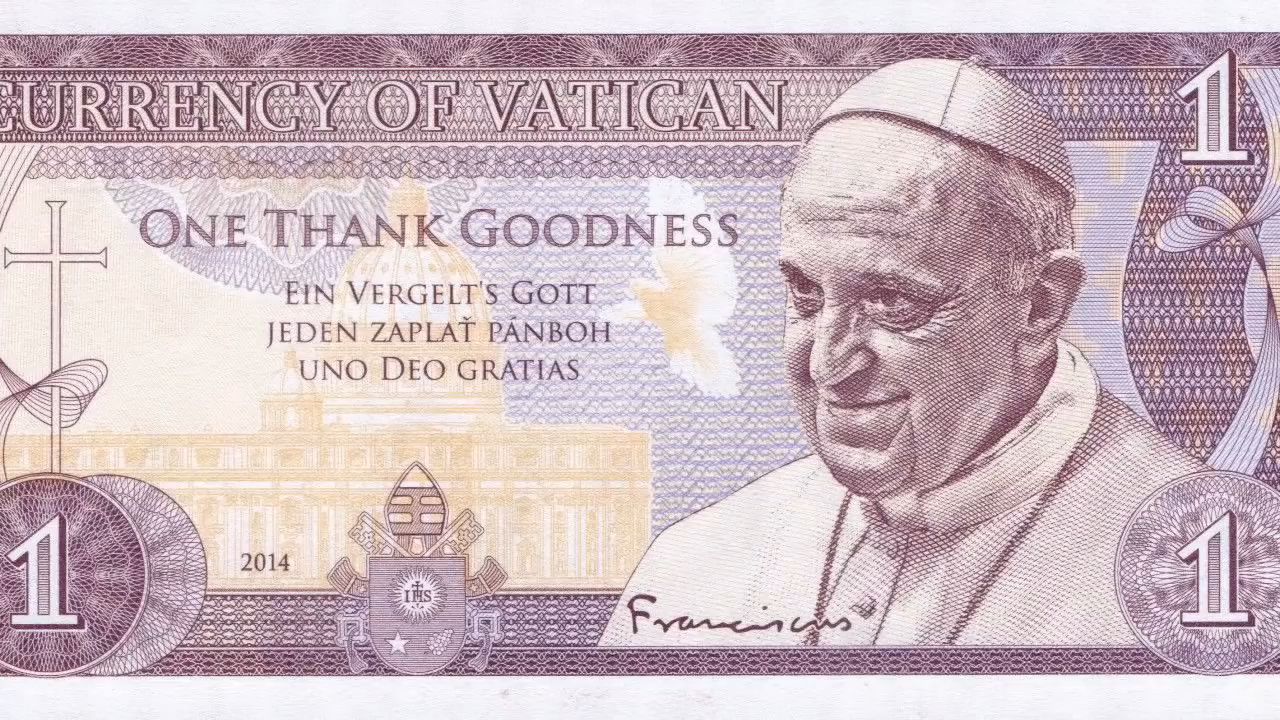 CURRENCY OF VATICAN
1
ONE THANK GOODNESS
EIN VERGELT'S GOTT
JEDEN ZAPLAŤ PÁNBOH
UNO DEO GRATIAS
2014
IHS
1
Franciscus
1